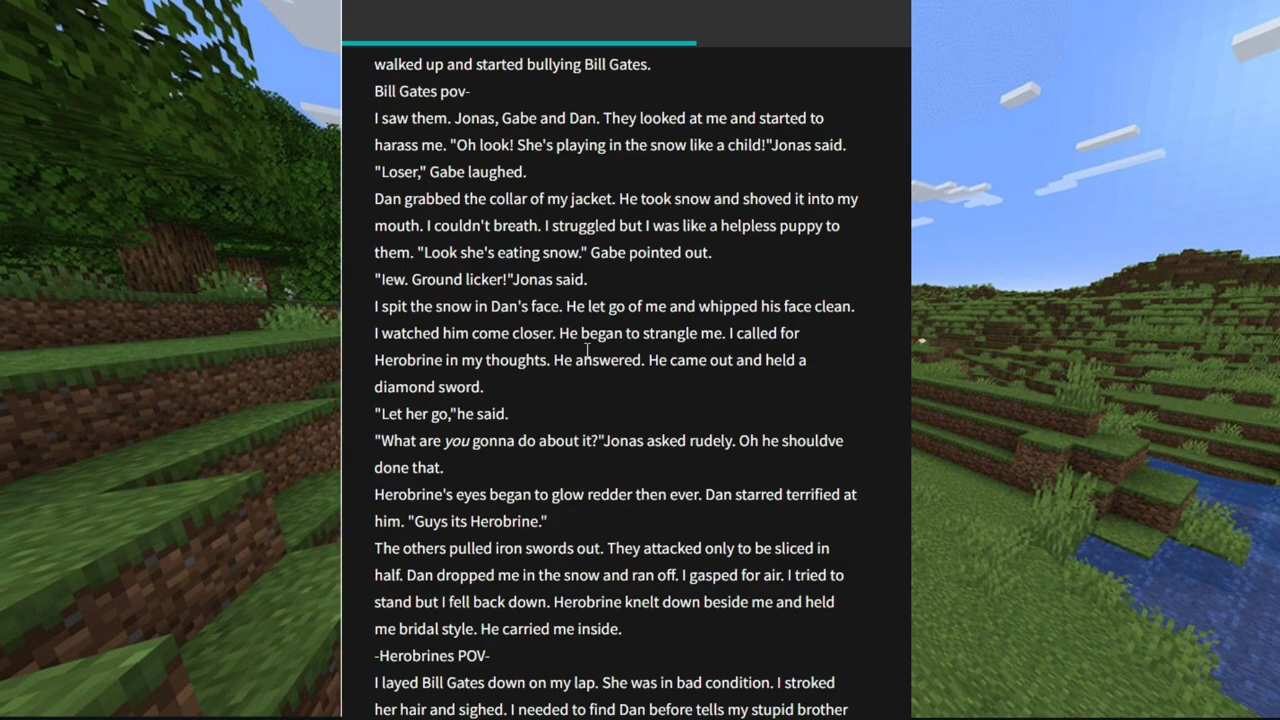 walked up and started bullying Bill Gates.
Bill Gates pov-
I saw them. Jonas, Gabe and Dan. They looked at me and started to
harass me. "Oh look! She's playing in the snow like a child!"Jonas said.
"Loser," Gabe laughed.
Dan grabbed the collar of my jacket. He took snow and shoved it into my
mouth. I couldn't breath. I struggled but I was like a helpless puppy to
them. "Look she's eating snow." Gabe pointed out.
"Iew. Ground licker!"Jonas said.
I spit the snow in Dan's face. He let go of me and whipped his face clean.
I watched him come closer. He began to strangle me. I called for
Herobrine in my thoughts. He answered. He came out and held a
diamond sword.
"Let her go,"he said.
"What are you gonna do about it?"Jonas asked rudely. Oh he shouldve
done that.
Herobrine's eyes began to glow redder then ever. Dan starred terrified at
him. "Guys its Herobrine."
The others pulled iron swords out. They attacked only to be sliced in
half. Dan dropped me in the snow and ran off. I gasped for air. I tried to
stand but I fell back down. Herobrine knelt down beside me and held
me bridal style. He carried me inside.
-Herobrines POV-
I layed Bill Gates down on my lap. She was in bad condition. I stroked
her hair and sighed. I needed to find Dan before tells my stupid brother